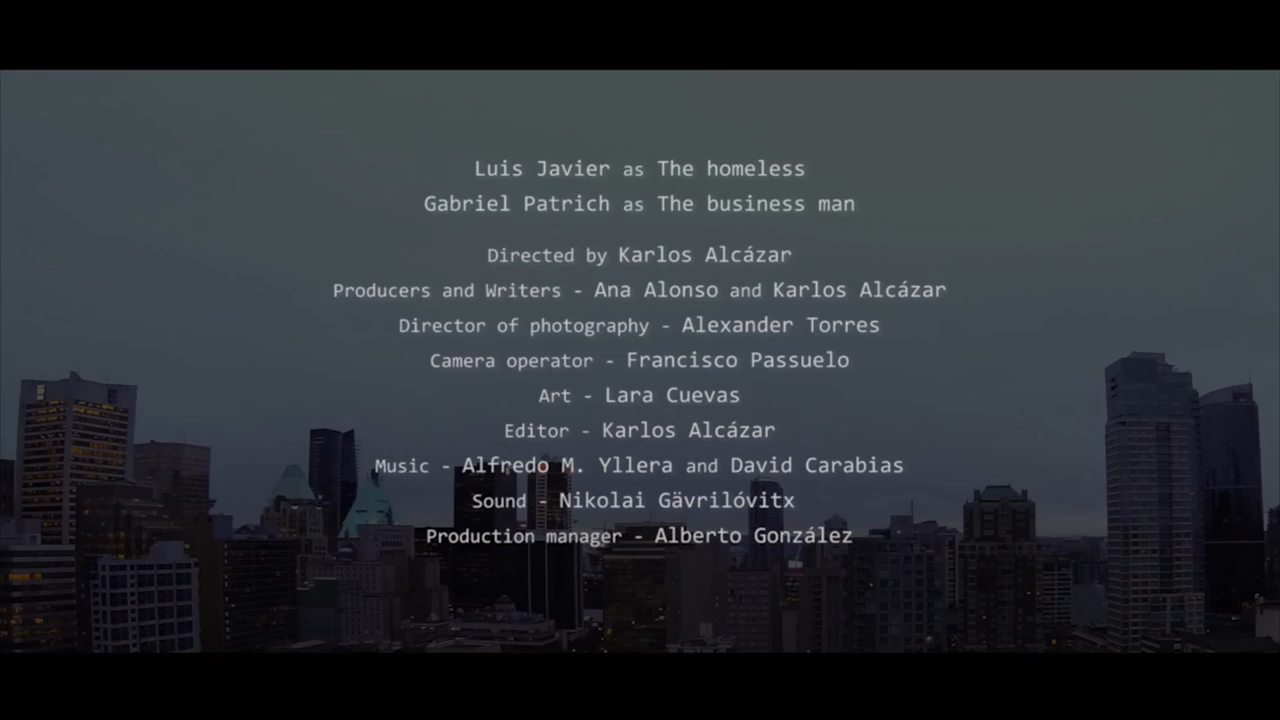 Luis Javier as The homeless
Gabriel Patrich as The business man
Directed by Karlos Alcázar
Producers and Writers - Ana Alonso and Karlos Alcázar
Director of photography - Alexander Torres
Camera operator - Francisco Passuelo
Art - Lara Cuevas
Editor - Karlos Alcázar
Music - Alfredo M. Yllera and David Carabias
Sound - Nikolai Gävrilóvitx
Production manager - Alberto González